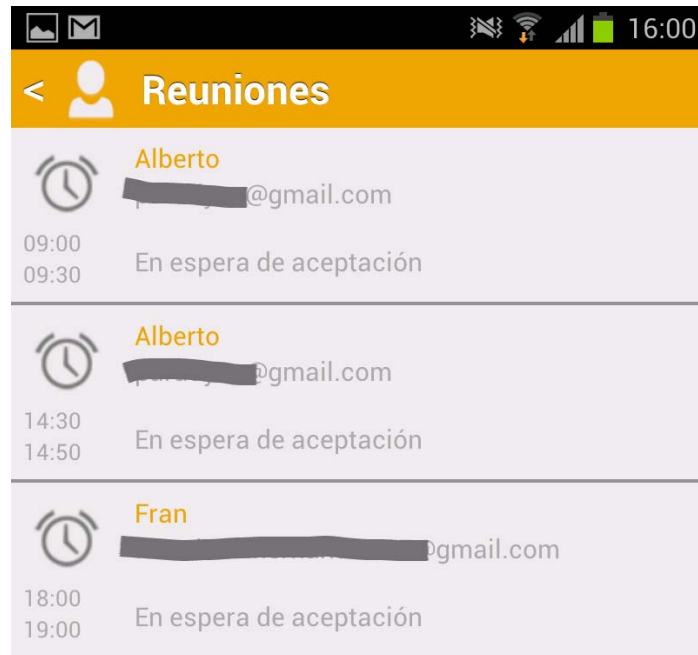 16:00
< Reuniones
Alberto
@gmail.com
09:00
09:30
En espera de aceptación
Alberto
@gmail.com
14:30
14:50
En espera de aceptación
Fran
@gmail.com
18:00
19:00
En espera de aceptación